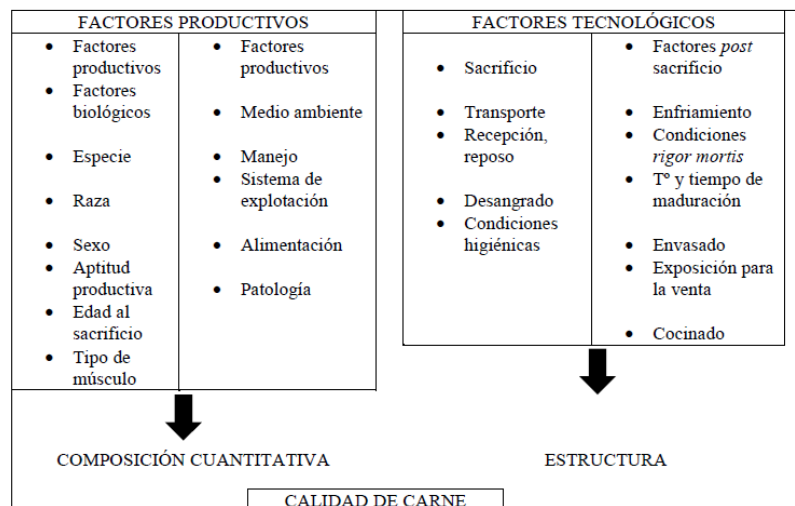 FACTORES PRODUCTIVOS
• Factores
productivos
• Factores
biológicos
• Especie
• Raza
• Sexo
• Aptitud
productiva
• Edad al
sacrificio
• Tipo de
músculo
• Factores
productivos
• Medio ambiente
• Manejo
• Sistema de
explotación
• Alimentación
• Patología
FACTORES TECNOLÓGICOS
• Sacrificio
• Transporte
• Recepción,
reposo
• Desangrado
• Condiciones
higiénicas
• Factores post
sacrificio
• Enfriamiento
• Condiciones
rigor mortis
• Tº y tiempo de
maduración
• Envasado
• Exposición para
la venta
• Cocinado
COMPOSICIÓN CUANTITATIVA
ESTRUCTURA
CALIDAD DE CARNE